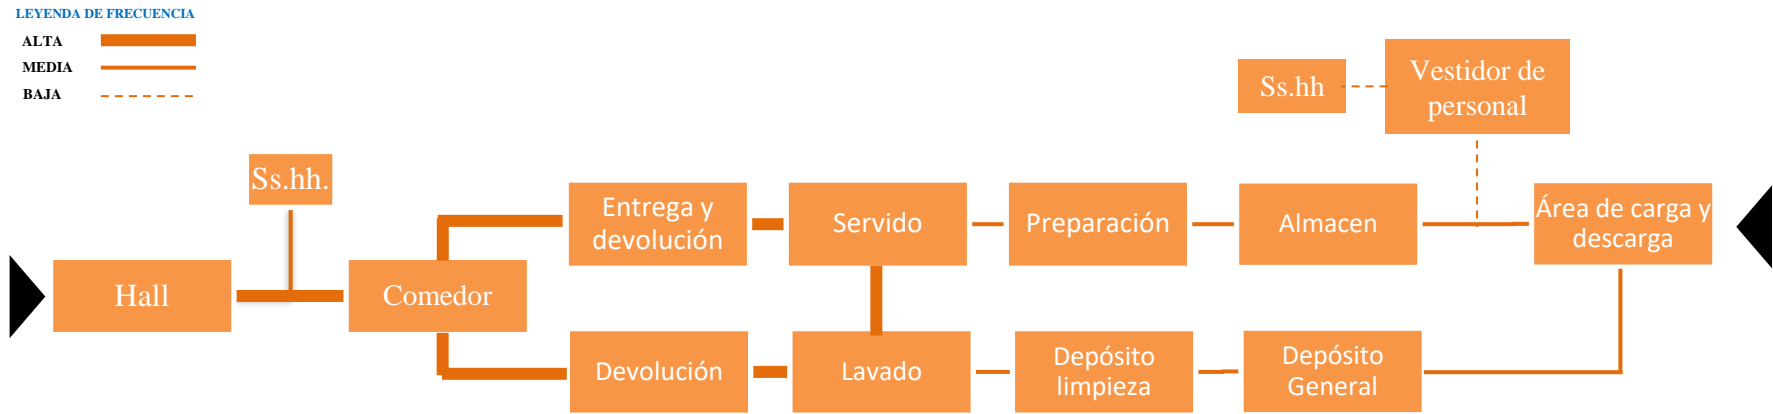 LEYENDA DE FRECUENCIA
ALTA
MEDIA
BAJA
Ss.hh
Vestidor de
personal
Ss.hh.
Entrega y
devolución
Servido
Preparación
Almacen
Área de carga y
descarga
Hall
Comedor
Devolución
Lavado
Depósito
limpieza
Depósito
General